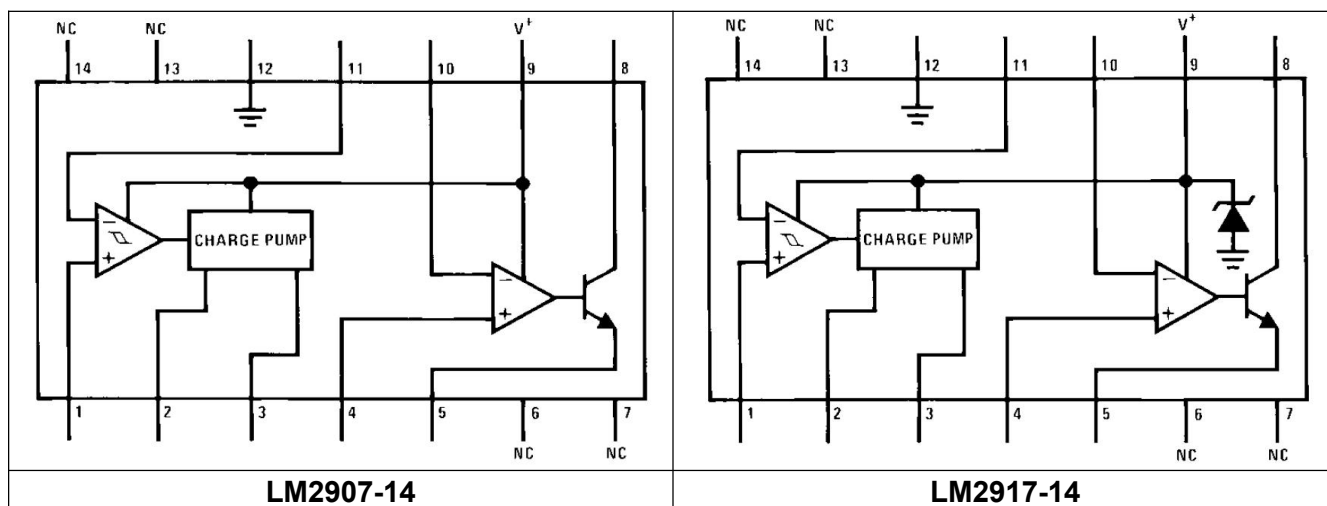 NC NC V+
14 13 12 11 10 9 8
−
+
CHARGE PUMP
−
+
1 2 3 4 5 6 7
NC NC
LM2907-14
NC NC V+
14 13 12 11 10 9 8
−
+
CHARGE PUMP
−
+
1 2 3 4 5 6 7
NC NC
LM2917-14